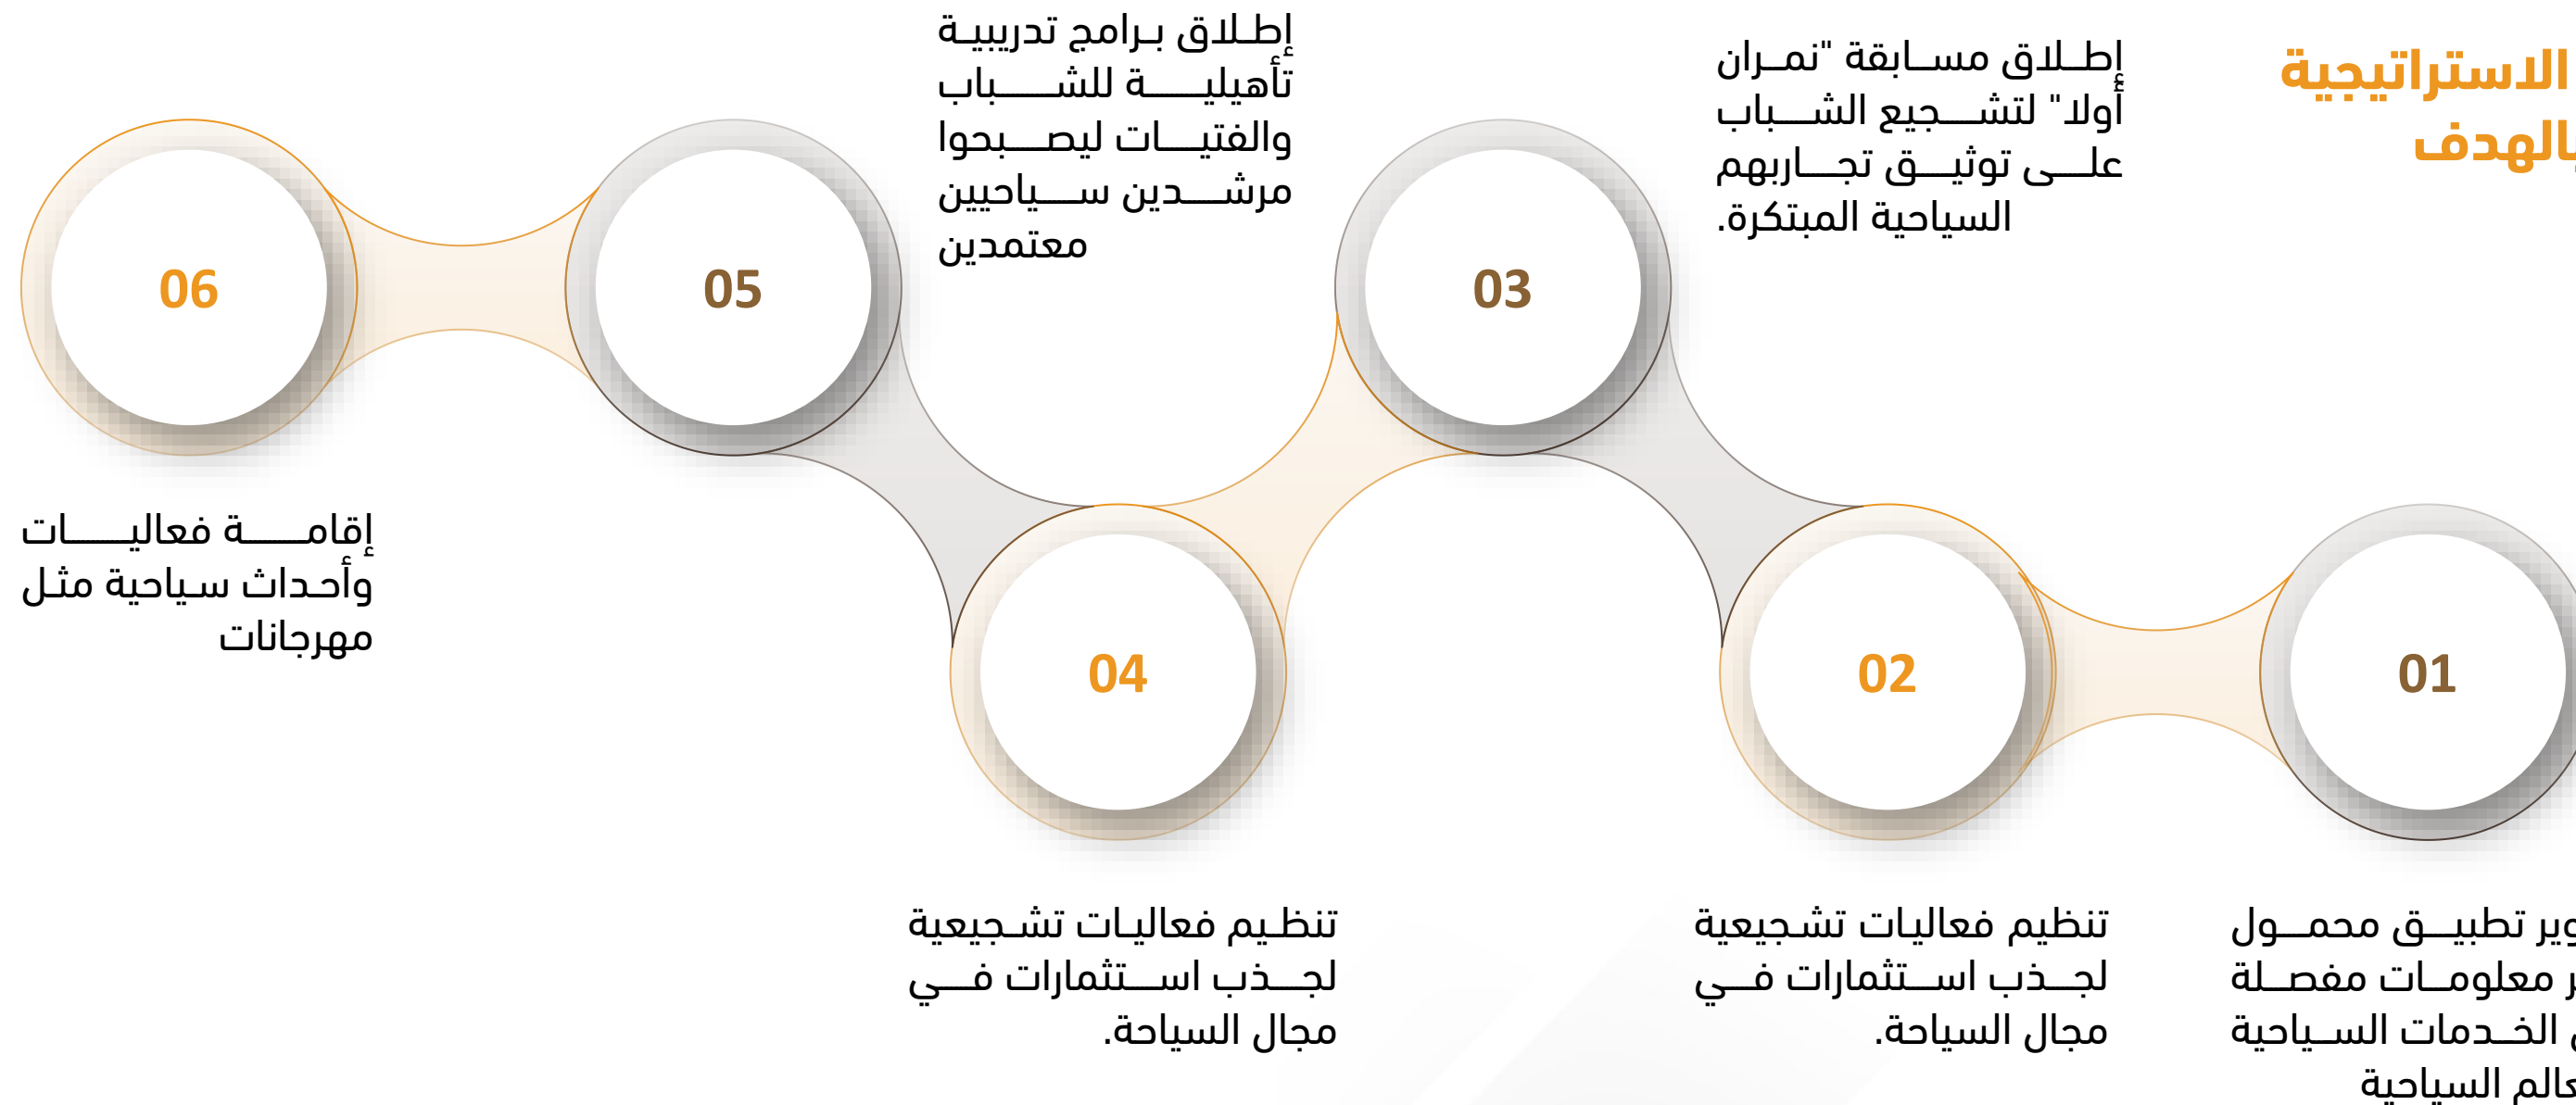 الاستراتيجية
بالهدف
01
تطبيق محمول
معلومات مفصلة
الخدمات السياحية
السياحية
02
تنظيم فعاليات تشجيعية
لجذب استثمارات في
مجال السياحة.
03
إطلاق مسابقة "نمران
أولا" لتشجيع الشباب
على توثيق تجاربهم
السياحية المبتكرة.
04
تنظيم فعاليات تشجيعية
لجذب استثمارات في
مجال السياحة.
05
إطلاق برامج تدريبية
تأهيلية للشباب
والفتيات ليصبحوا
مرشدين سياحيين
معتمدين
06
إقامة فعاليات
وأحداث سياحية مثل
مهرجانات